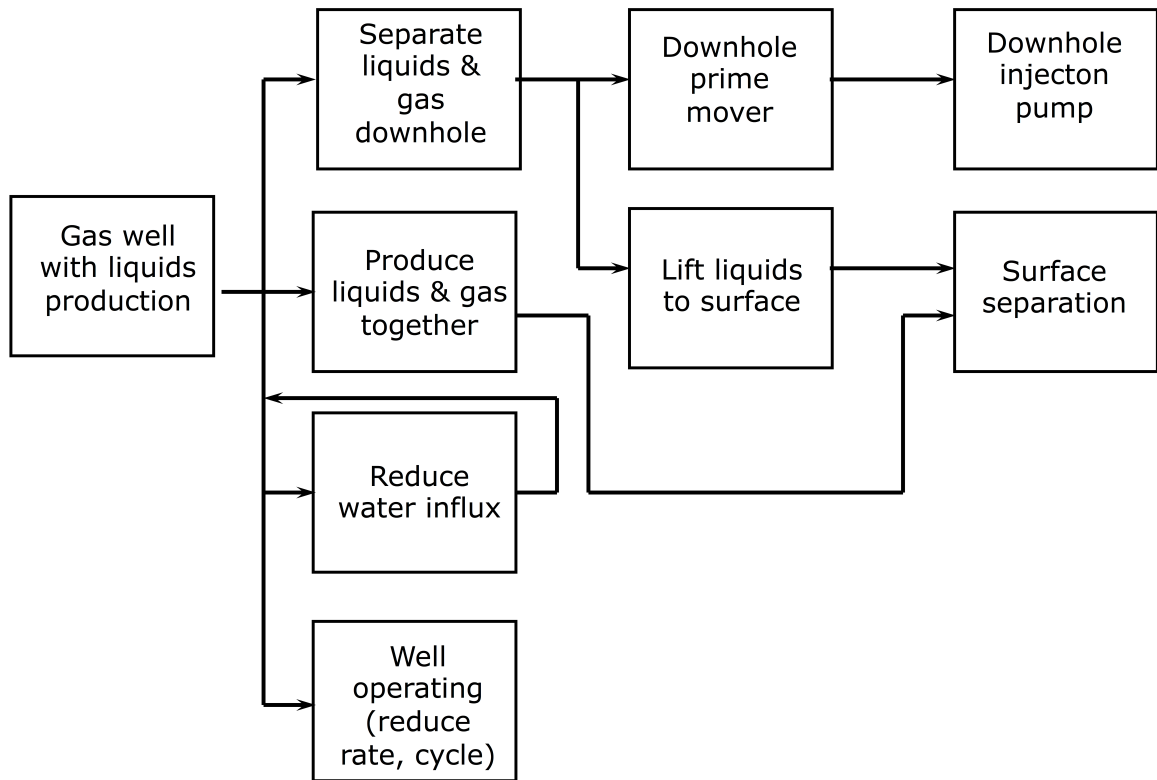 Separate
liquids &
gas
downhole
Downhole
prime
mover
Downhole
injecton
pump
Gas well
with liquids
production
Produce
liquids & gas
together
Lift liquids
to surface
Surface
separation
Reduce
water influx
Well
operating
(reduce
rate, cycle)